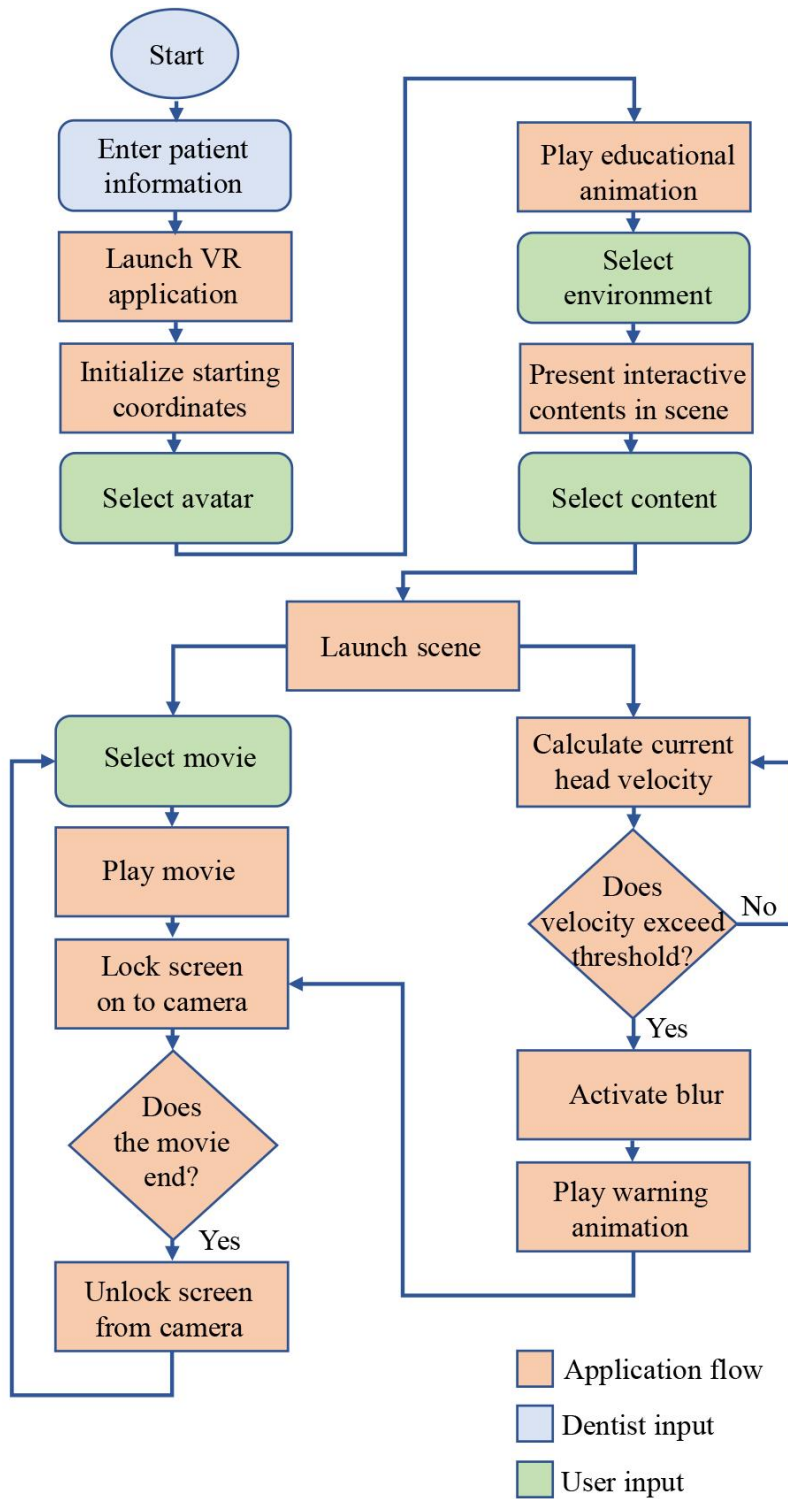 Start
Enter patient
information
Launch VR
application
Initialize starting
coordinates
Select avatar
Play educational
animation
Select
environment
Present interactive
contents in scene
Select content
Launch scene
Select movie
Play movie
Lock screen
on to camera
Does
the movie
end?
Yes
Unlock screen
from camera
Calculate current
head velocity
Does
velocity exceed
threshold?
No
Yes
Activate blur
Play warning
animation
Application flow
Dentist input
User input